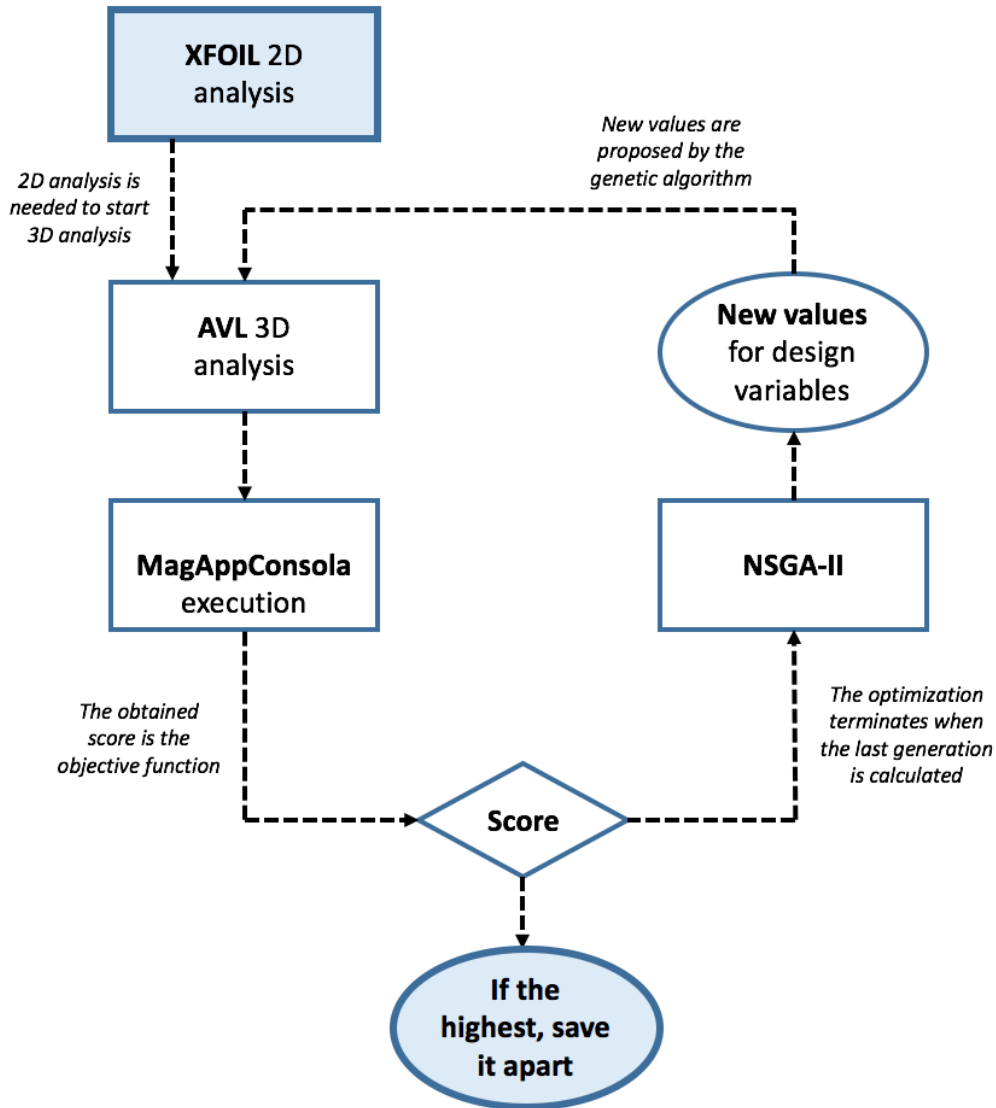 XFOIL 2D
analysis
2D analysis is
needed to start
3D analysis
New values are
proposed by the
genetic algorithm
AVL 3D
analysis
New values
for design
variables
MagAppConsola
execution
NSGA-II
The obtained
score is the
objective function
The optimization
terminates when
the last generation
is calculated
Score
If the
highest, save
it apart